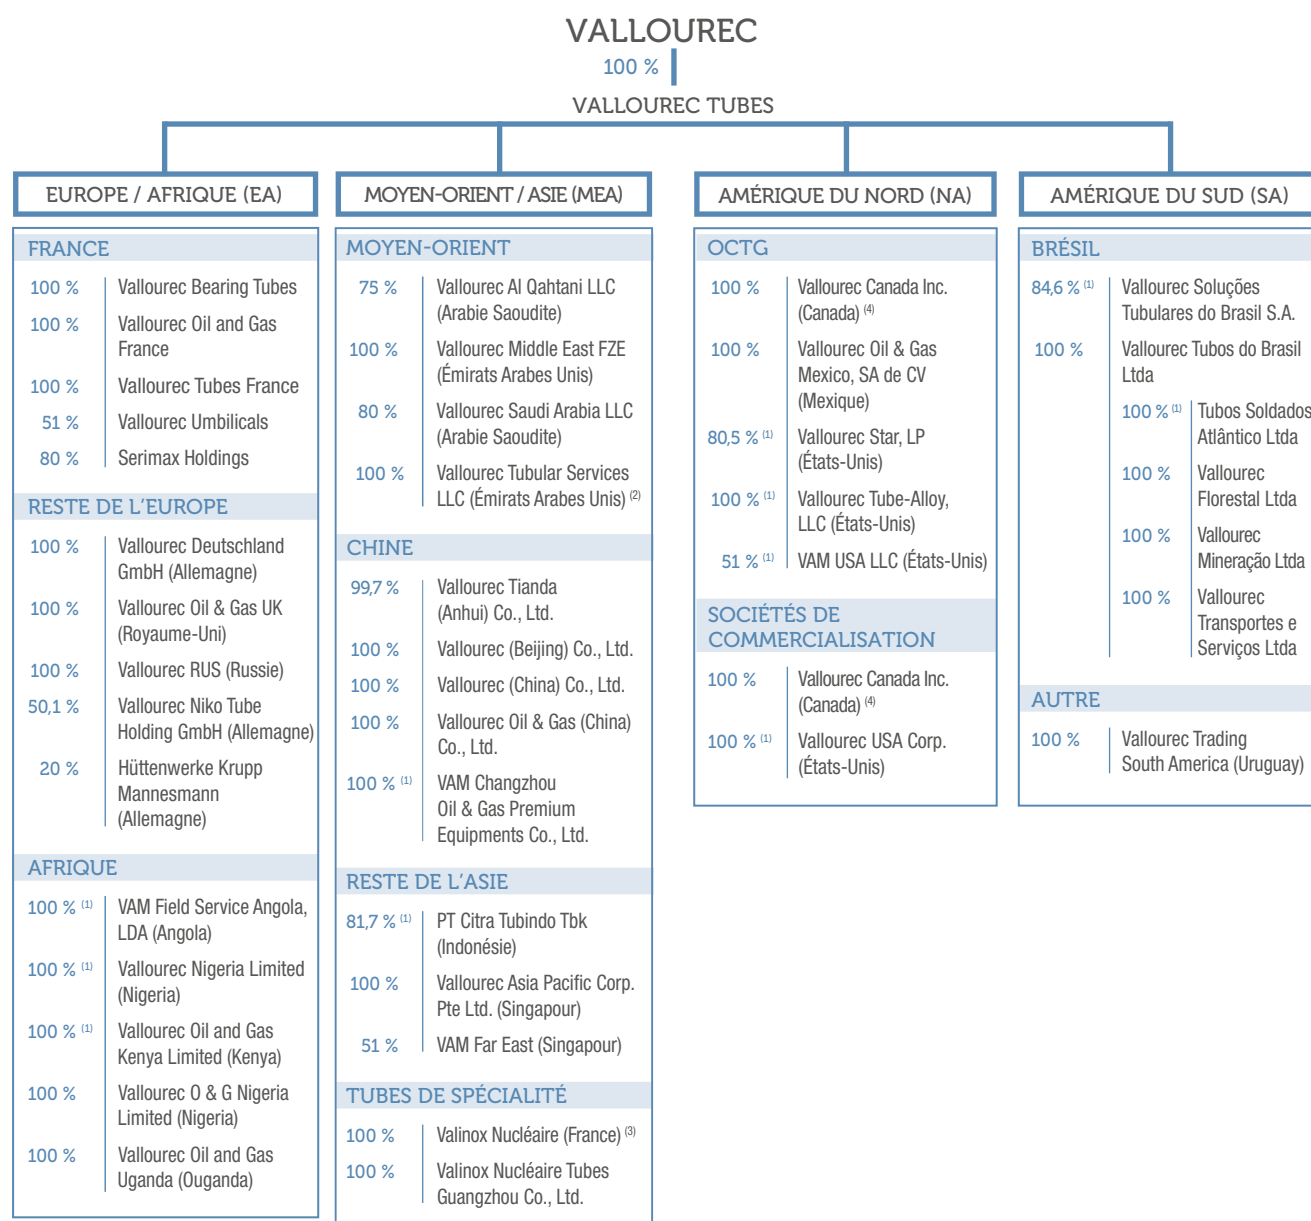 VALLOUREC
100 %
VALLOUREC TUBES
EUROPE / AFRIQUE (EA)
FRANCE
100 % Vallourec Bearing Tubes
100 % Vallourec Oil and Gas
France
100 % Vallourec Tubes France
51 % Vallourec Umbilicals
80 % Serimax Holdings
RESTE DE L'EUROPE
100 % Vallourec Deutschland
GmbH (Allemagne)
100 % Vallourec Oil & Gas UK
(Royaume-Uni)
100 % Vallourec RUS (Russie)
50,1 % Vallourec Niko Tube
Holding GmbH (Allemagne)
20 % Hüttenwerke Krupp
Mannesmann
(Allemagne)
AFRIQUE
100 % (1) VAM Field Service Angola,
LDA (Angola)
100 % (1) Vallourec Nigeria Limited
(Nigeria)
100 % (1) Vallourec Oil and Gas
Kenya Limited (Kenya)
100 % Vallourec O & G Nigeria
Limited (Nigeria)
100 % Vallourec Oil and Gas
Uganda (Ouganda)
MOYEN-ORIENT / ASIE (MEA)
MOYEN-ORIENT
75 % Vallourec Al Qahtani LLC
(Arabie Saoudite)
100 % Vallourec Middle East FZE
(Émirats Arabes Unis)
80 % Vallourec Saudi Arabia LLC
(Arabie Saoudite)
100 % Vallourec Tubular Services
LLC (Émirats Arabes Unis) (2)
CHINE
99,7 % Vallourec Tianda
(Anhui) Co., Ltd.
100 % Vallourec (Beijing) Co., Ltd.
100 % Vallourec (China) Co., Ltd.
100 % Vallourec Oil & Gas (China)
Co., Ltd.
100 % (1) VAM Changzhou
Oil & Gas Premium
Equipments Co., Ltd.
RESTE DE L'ASIE
81,7 % (1) PT Citra Tubindo Tbk
(Indonésie)
100 % Vallourec Asia Pacific Corp.
Pte Ltd. (Singapour)
51 % VAM Far East (Singapour)
TUBES DE SPÉCIALITÉ
100 % Valinox Nucléaire (France) (3)
100 % Valinox Nucléaire Tubes
Guangzhou Co., Ltd.
AMÉRIQUE DU NORD (NA)
OCTG
100 % Vallourec Canada Inc.
(Canada) (4)
100 % Vallourec Oil & Gas
Mexico, SA de CV
(Mexique)
80,5 % (1) Vallourec Star, LP
(États-Unis)
100 % (1) Vallourec Tube-Alloy,
LLC (États-Unis)
51 % (1) VAM USA LLC (États-Unis)
SOCIÉTÉS DE
COMMERCIALISATION
100 % Vallourec Canada Inc.
(Canada) (4)
100 % (1) Vallourec USA Corp.
(États-Unis)
AMÉRIQUE DU SUD (SA)
BRÉSIL
84,6 % (1) Vallourec Soluções
Tubulares do Brasil S.A.
100 % Vallourec Tubos do Brasil
Ltda
100 % (1) Tubos Soldados
Atlântico Ltda
100 % Vallourec
Florestal Ltda
100 % Vallourec
Mineração Ltda
100 % Vallourec
Transportes e
Serviços Ltda
AUTRE
100 % Vallourec Trading
South America (Uruguay)